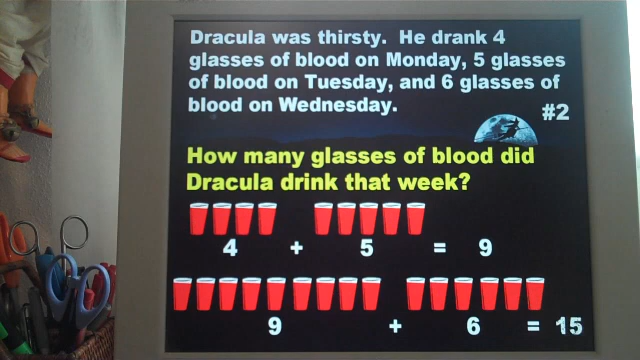 Dracula was thirsty. He drank 4
glasses of blood on Monday, 5 glasses
of blood on Tuesday, and 6 glasses of
blood on Wednesday.
#2
How many glasses of blood did
Dracula drink that week?
4 + 5 = 9
9 + 6 = 15